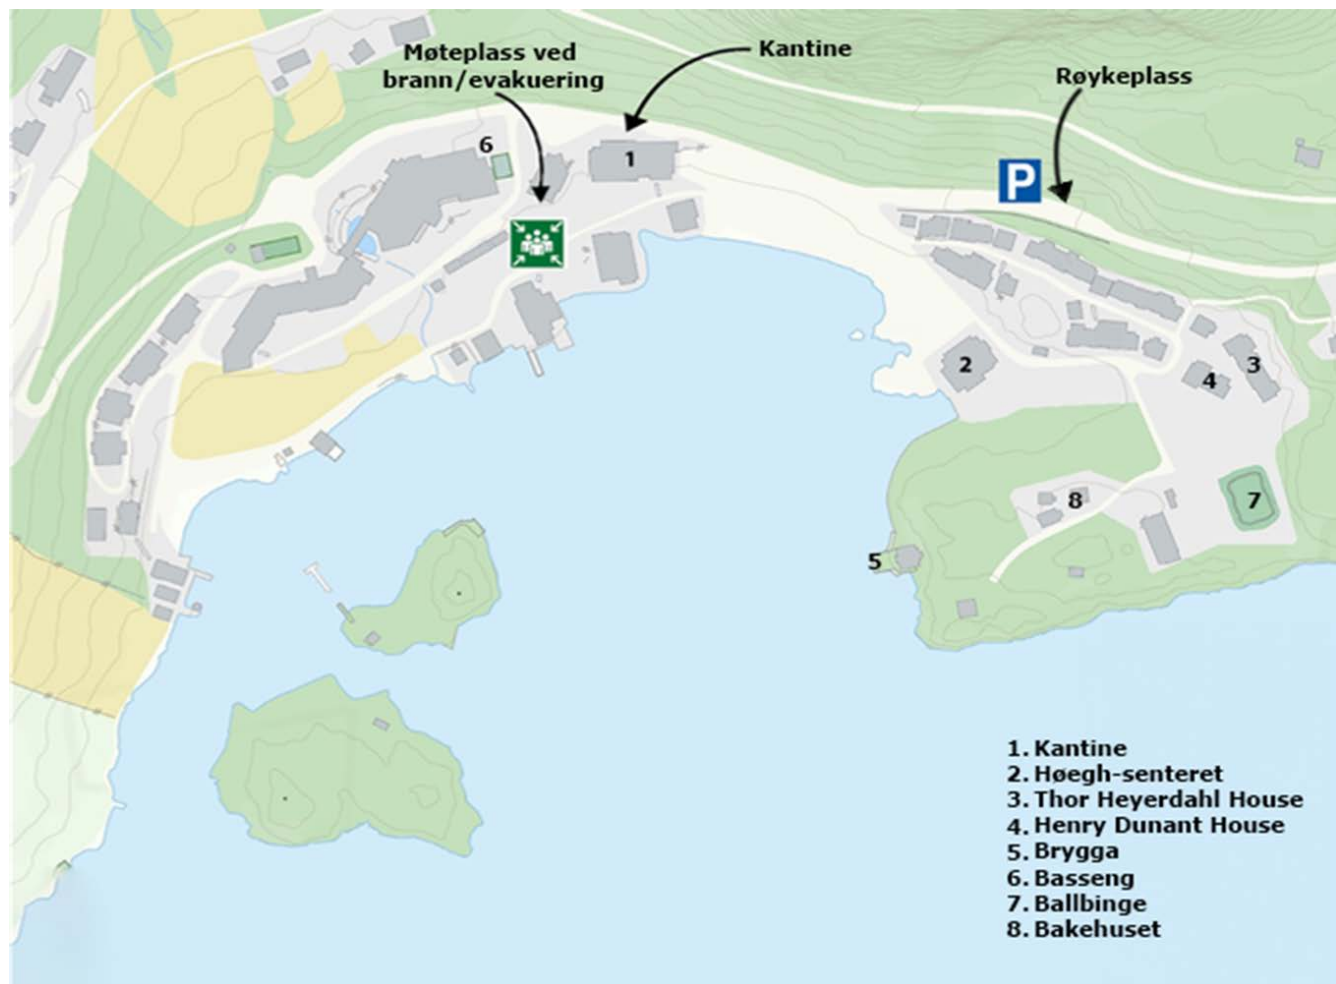 Møteplass ved
brann/evakuering
Kantine
Røykeplass
P
6
1
2
3
4
5
7
8
1. Kantine
2. Høegh-senteret
3. Thor Heyerdahl House
4. Henry Dunant House
5. Brygga
6. Basseng
7. Ballbinge
8. Bakehuset